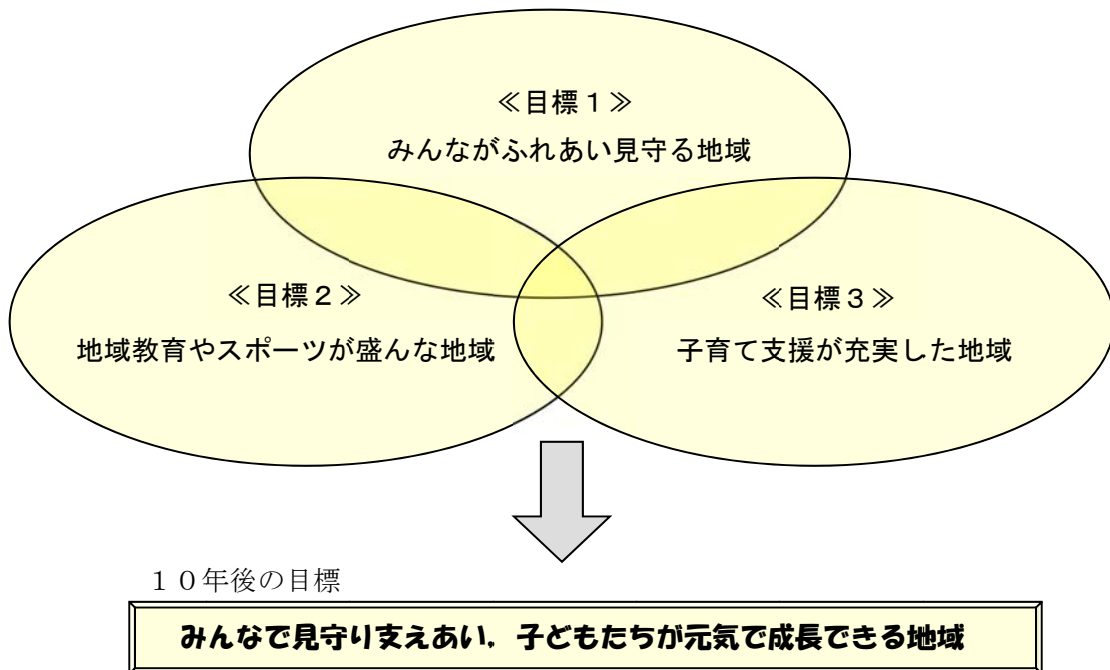 ≪目標１≫
みんながふれあい見守る地域
≪目標２≫
地域教育やスポーツが盛んな地域
≪目標３≫
子育て支援が充実した地域
１０年後の目標
みんなで見守り支えあい，子どもたちが元気で成長できる地域